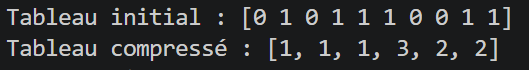 Tableau initial : [0 1 0 1 1 1 0 0 1 1]
Tableau compressé : [1, 1, 1, 3, 2, 2]